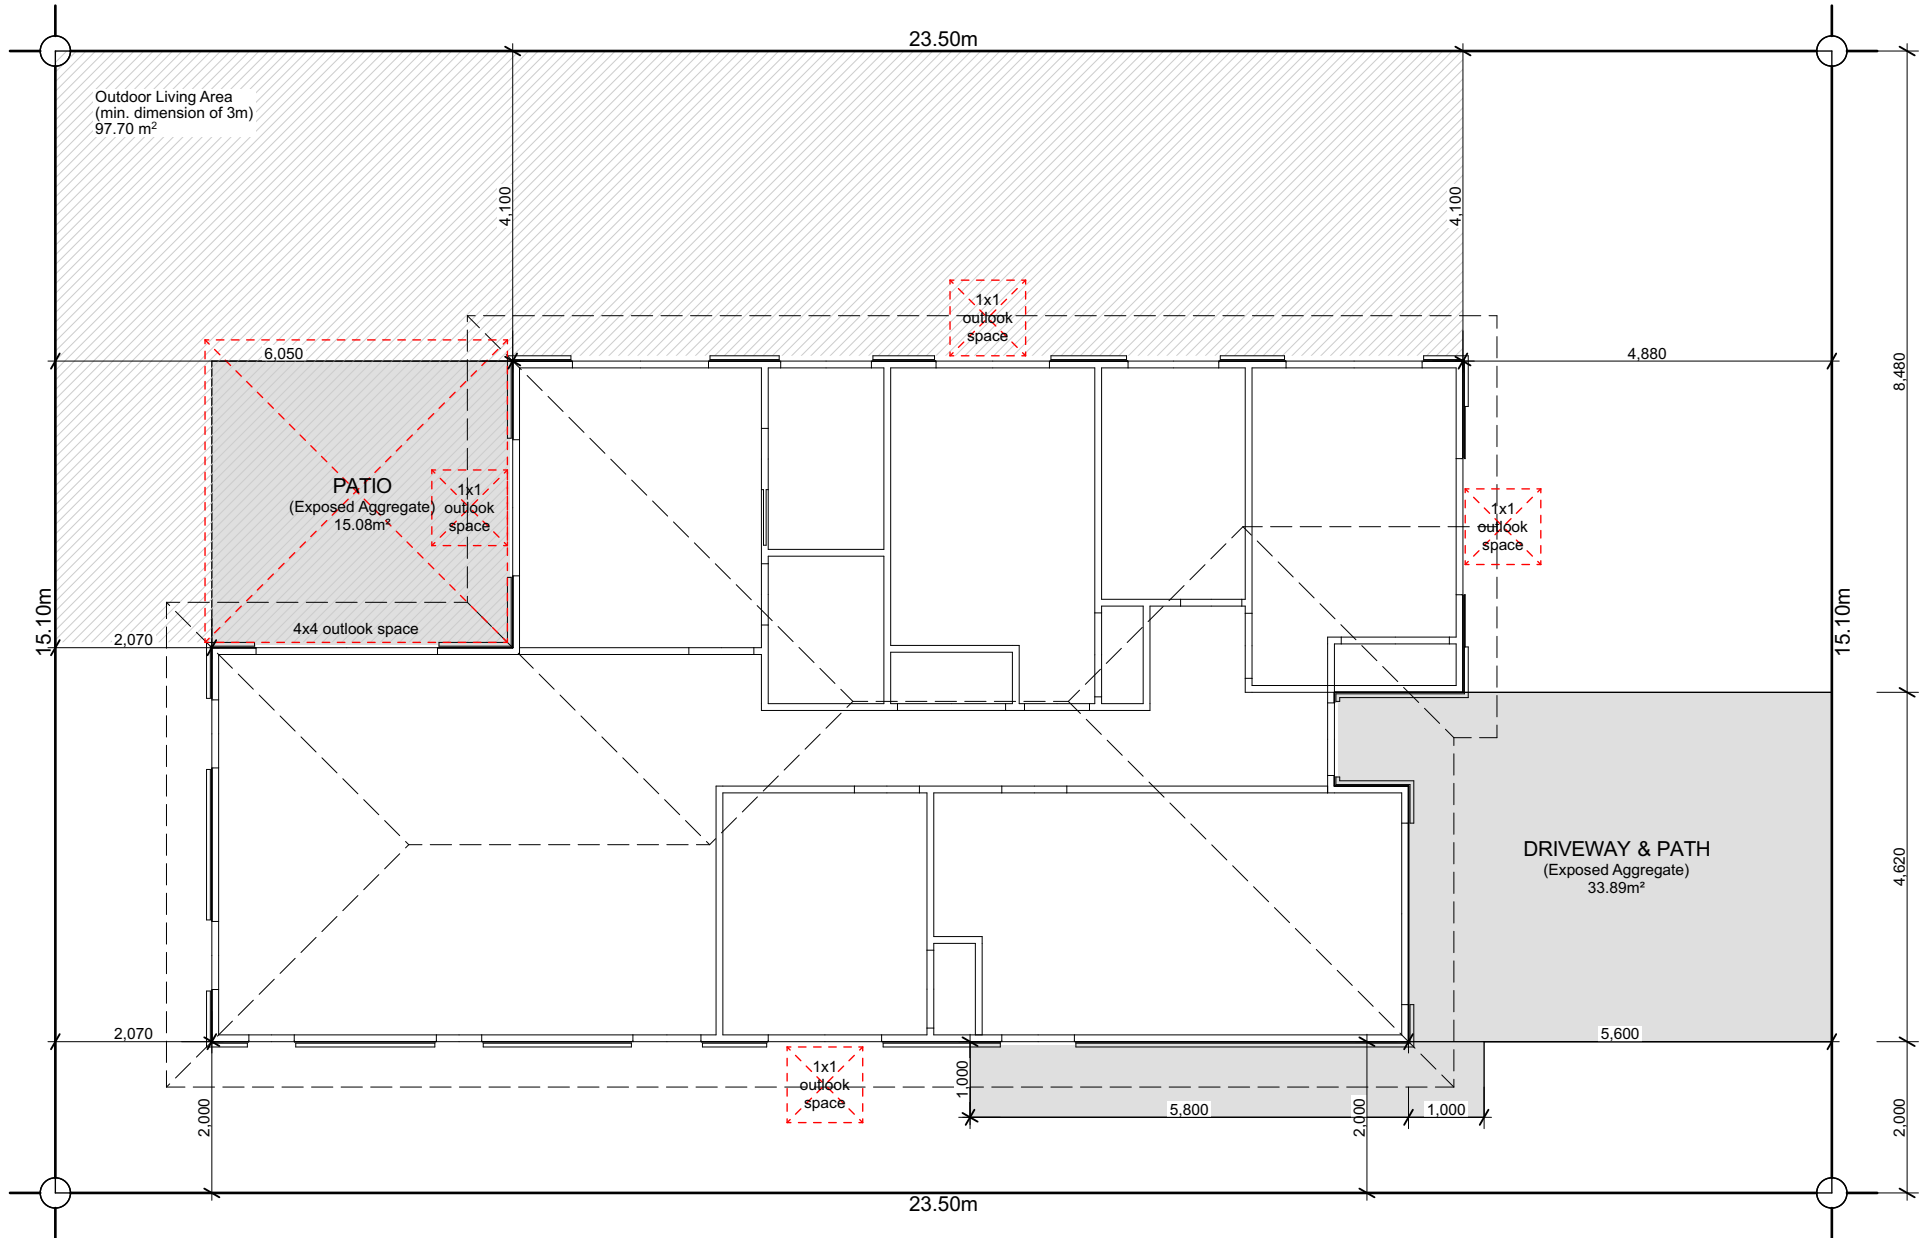 23.50m
Outdoor Living Area
(min. dimension of 3m)
97.70 m²
4,100
4,100
1x1
outlook
space
6,050
4,880
8,480
PATIO
(Exposed Aggregate)
15.08m²
1x1
outlook
space
1x1
outlook
space
15.10m
2,070
4x4 outlook space
15.10m
DRIVEWAY & PATH
(Exposed Aggregate)
33.89m²
4,620
2,070
5,600
1x1
outlook
space
1,000
2,000
5,800
2,000
1,000
2,000
23.50m